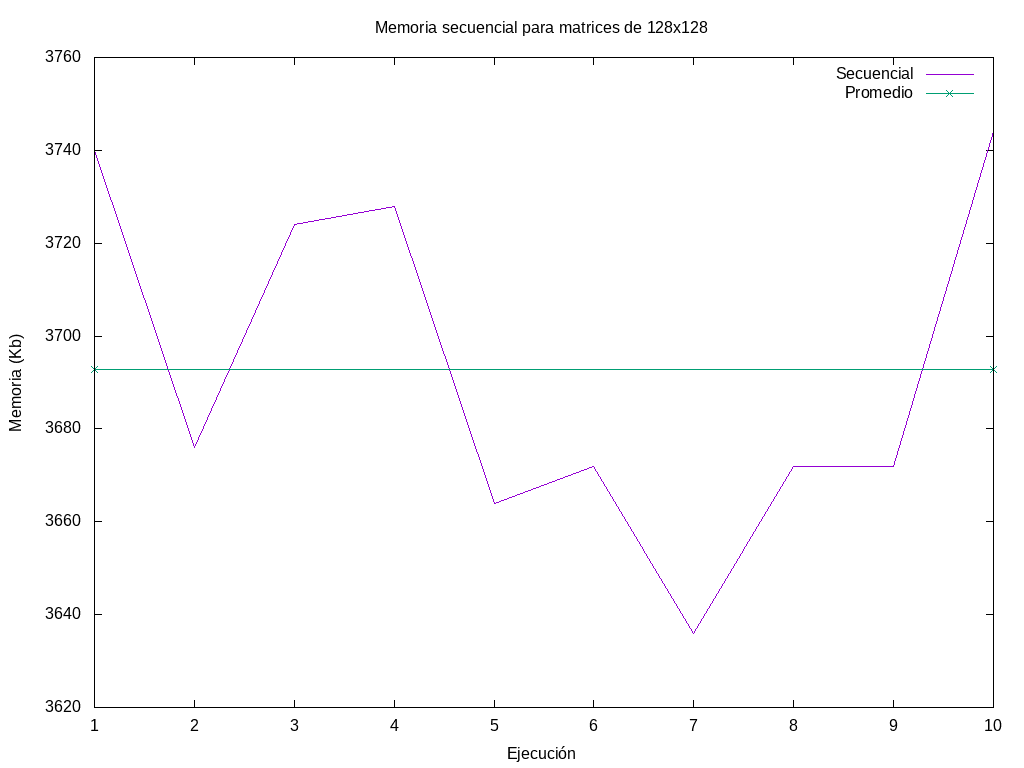 Memoria secuencial para matrices de 128x128
Secuencial
Promedio
3760
3740
3720
3700
3680
3660
3640
3620
Memoria (Kb)
1 2 3 4 5 6 7 8 9 10
Ejecución